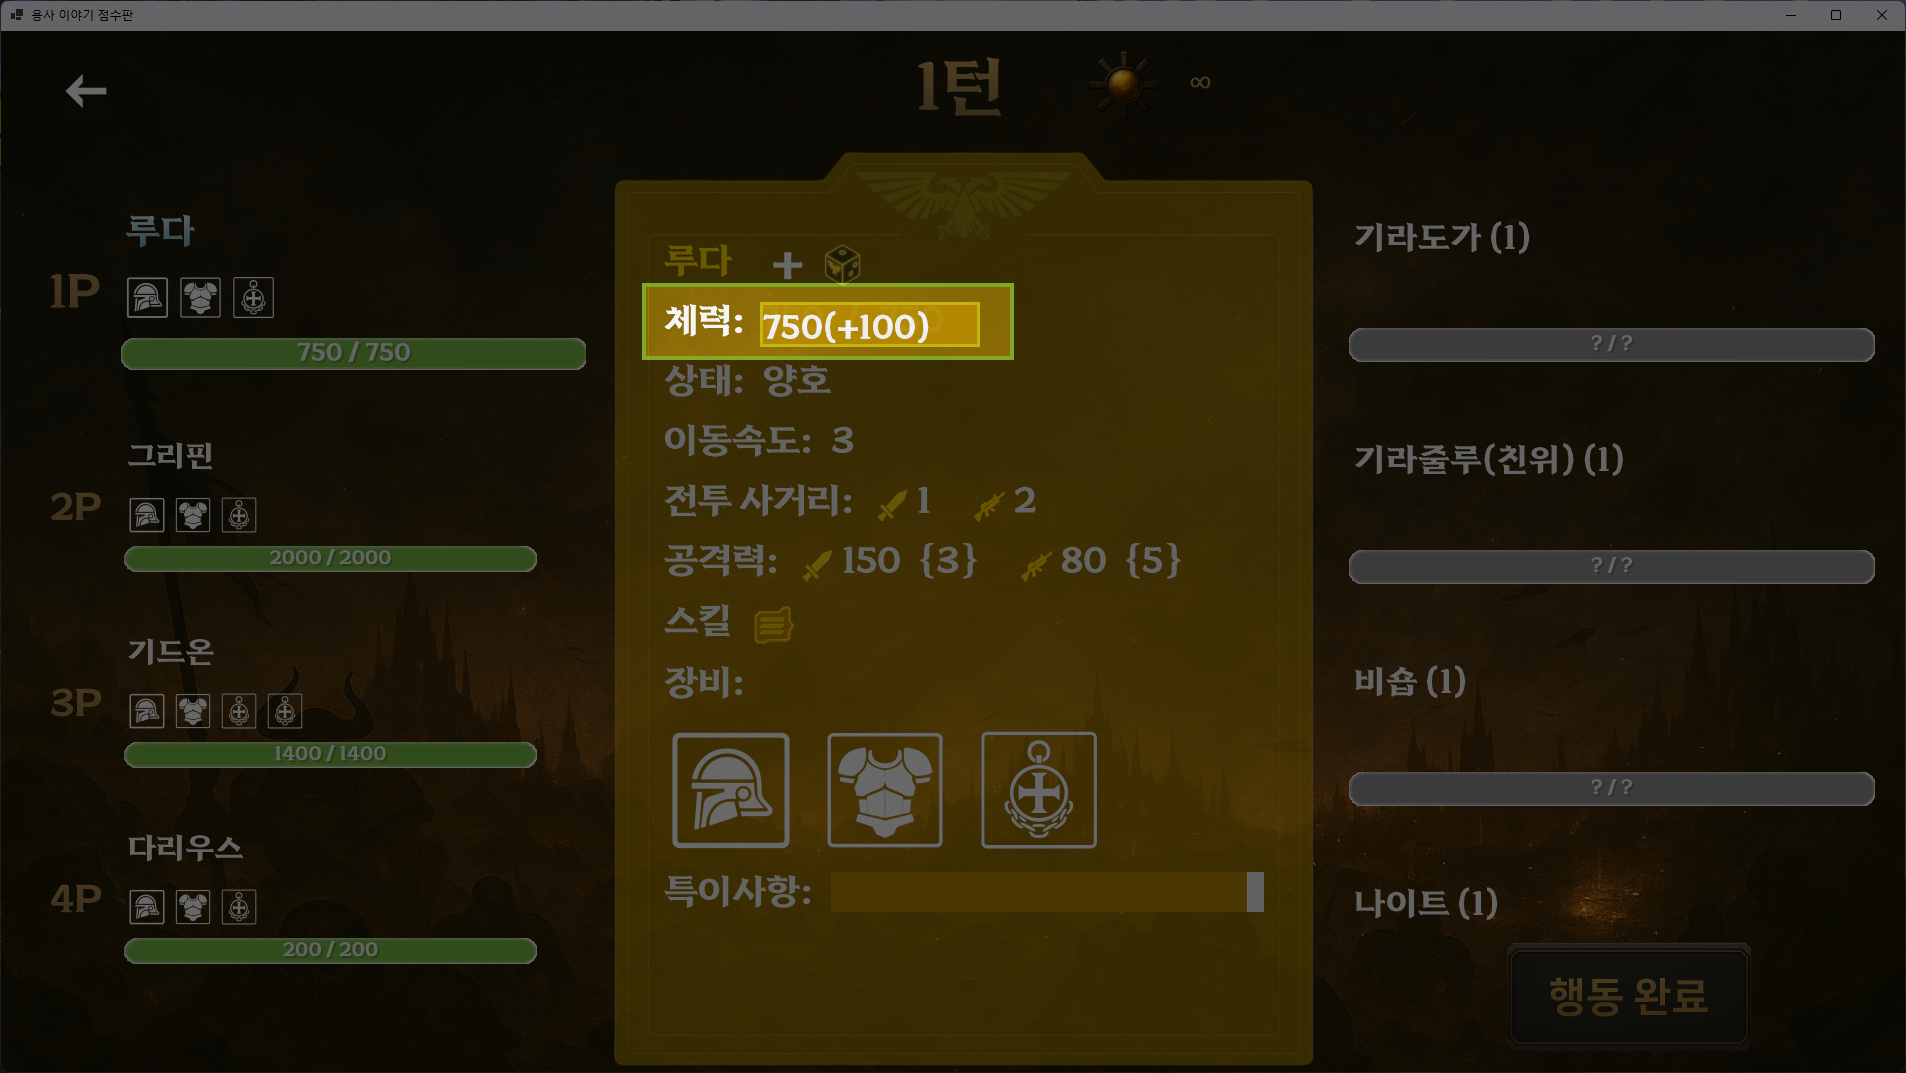 용사 이야기 점수판
1턴
∞
1P
루다
750 / 750
2P
그리핀
2000 / 2000
3P
기드온
1400 / 1400
4P
다리우스
200 / 200
루다 +
체력: 750(+100)
상태: 양호
이동속도: 3
전투 사거리: 1 2
공격력: 150 {3} 80 {5}
스킬
장비:
특이사항:
기라도가 (1)
? / ?
기라줄루(친위) (1)
? / ?
비숍 (1)
? / ?
나이트 (1)
행동 완료